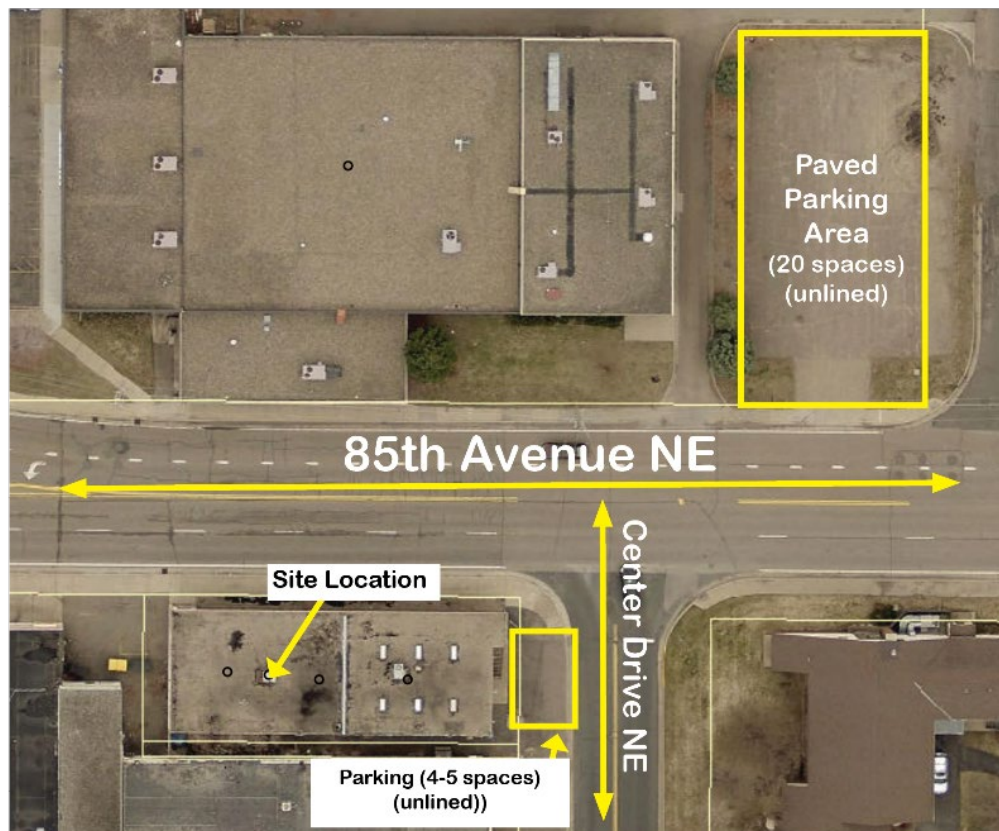 Paved
Parking
Area
(20 spaces)
(unlined)
85th Avenue NE
Center Drive NE
Site Location
Parking (4-5 spaces)
(unlined))